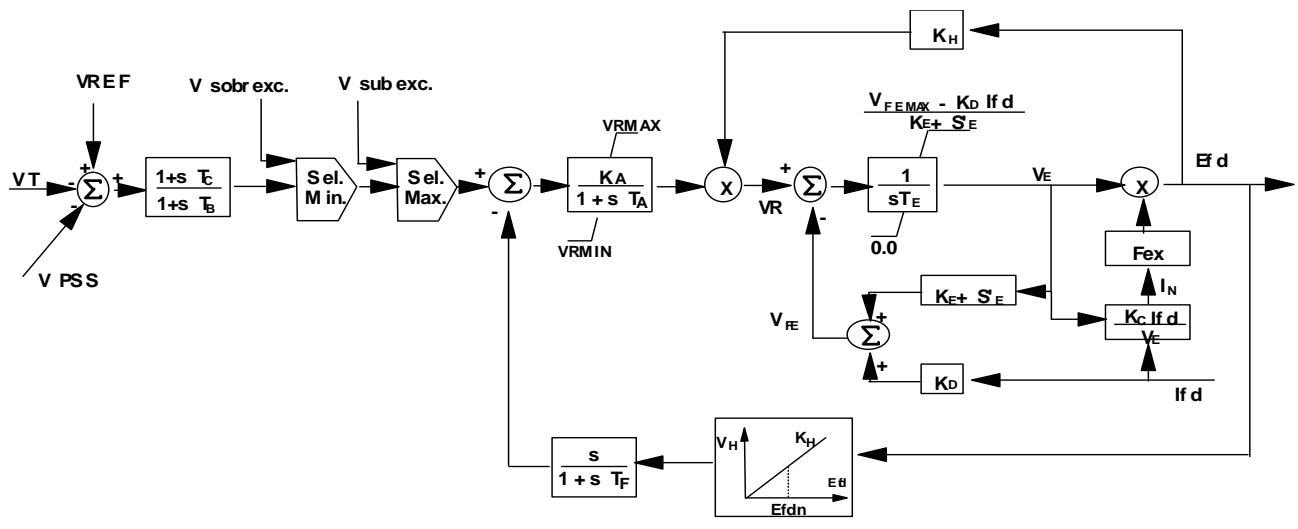 VREF
VT
V PSS
+
-
-
Σ
+
1+s TC
1+s TB
V sobrexc.
Sel.
Min.
V subexc.
Sel.
Max.
+
-
Σ
VRMAX
KA
1 + s TA
VRMIN
X
KH
VR
+
-
Σ
VFEMAX - KD Ifd
KE + S'E
1
sTE
0.0
VE
X
Efd
Fex
IN
KC Ifd
VE
KE + S'E
VFE
+
Σ
+
KD
Ifd
s
1 + s TF
VH
KH
Efd
Efdn